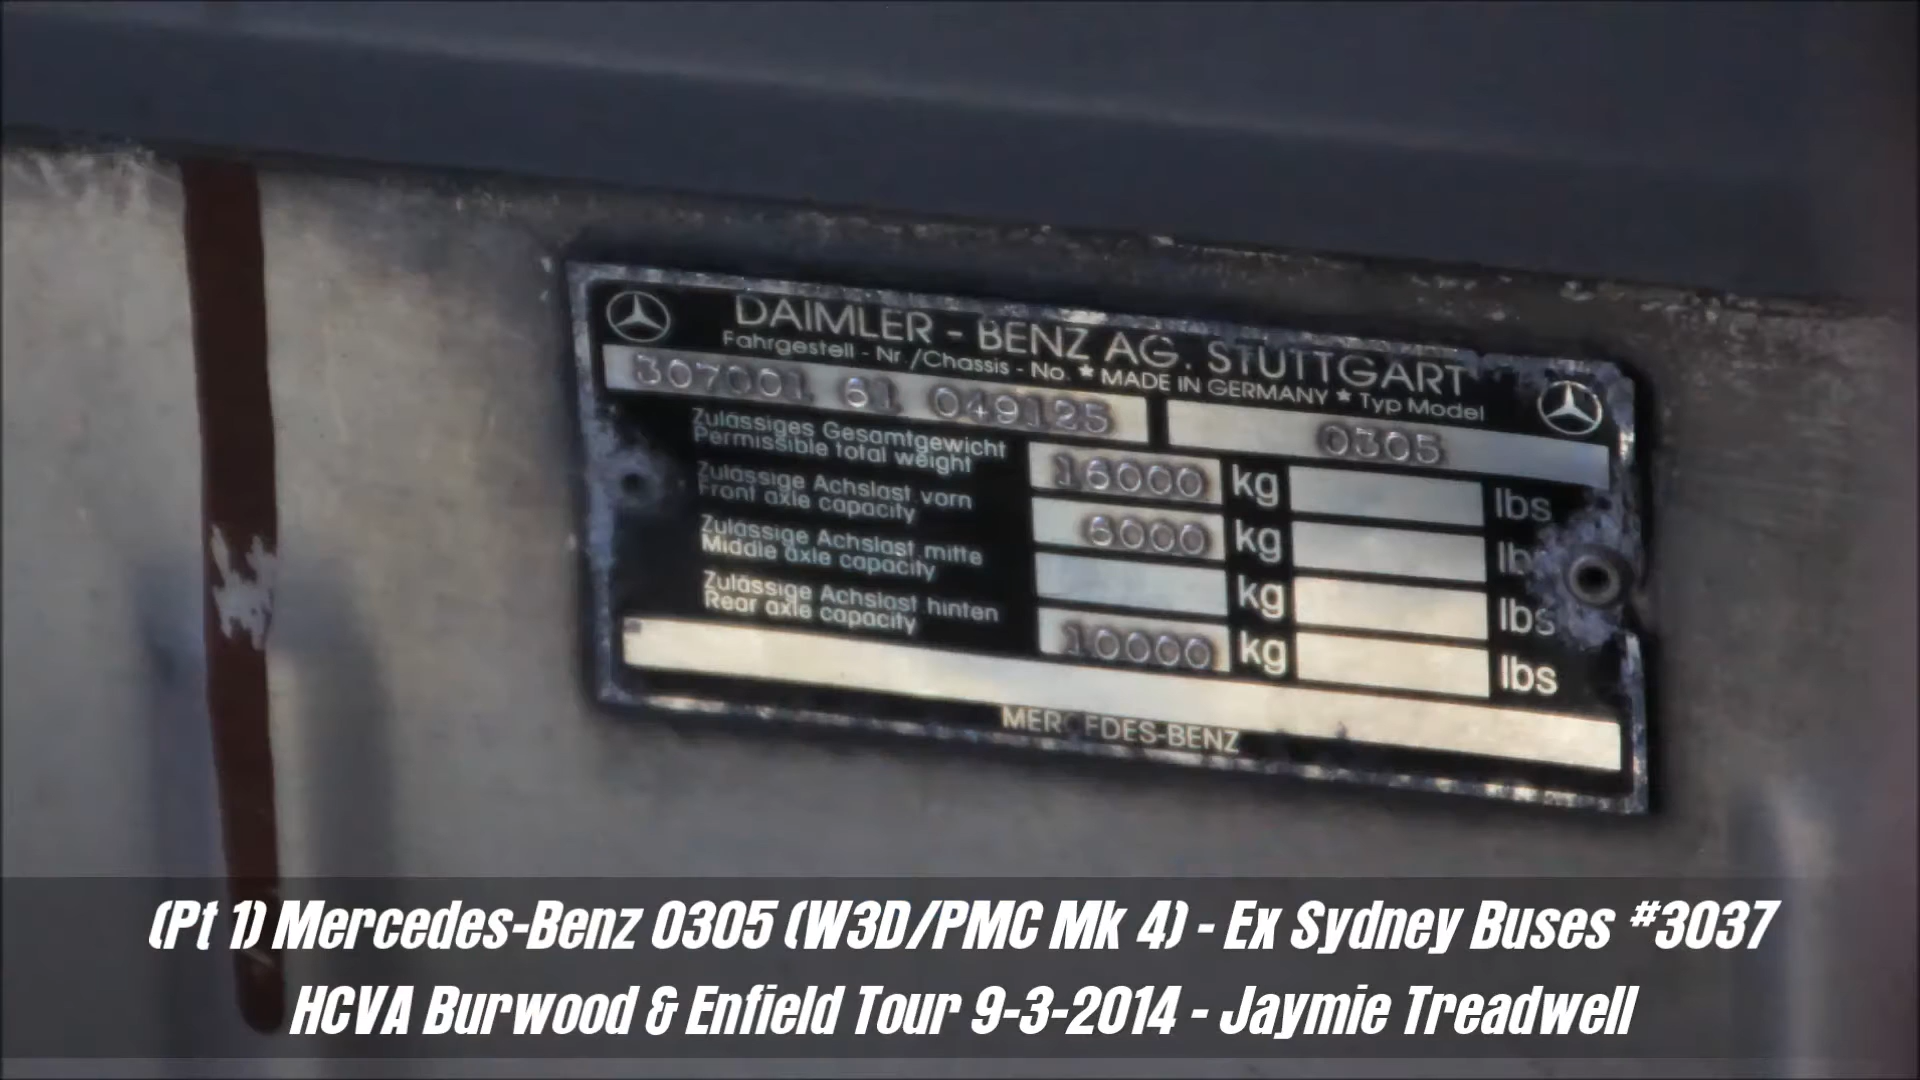 DAIMLER - BENZ AG. STUTTGART
Fahrgestell - Nr./Chassis - No. ★ MADE IN GERMANY ★ Typ Model
307001 61 049125 0305
Zulässiges Gesamtgewicht
Permissible total weight
16000 kg lbs
Zulässige Achslast vorn
Front axle capacity
6000 kg lbs
Zulässige Achslast mitte
Middle axle capacity
kg lbs
Zulässige Achslast hinten
Rear axle capacity
10000 kg lbs
MERCEDES-BENZ
(Pt 1) Mercedes-Benz O305 (W3D/PMC Mk 4) - Ex Sydney Buses #3037
HCVA Burwood & Enfield Tour 9-3-2014 - Jaymie Treadwell